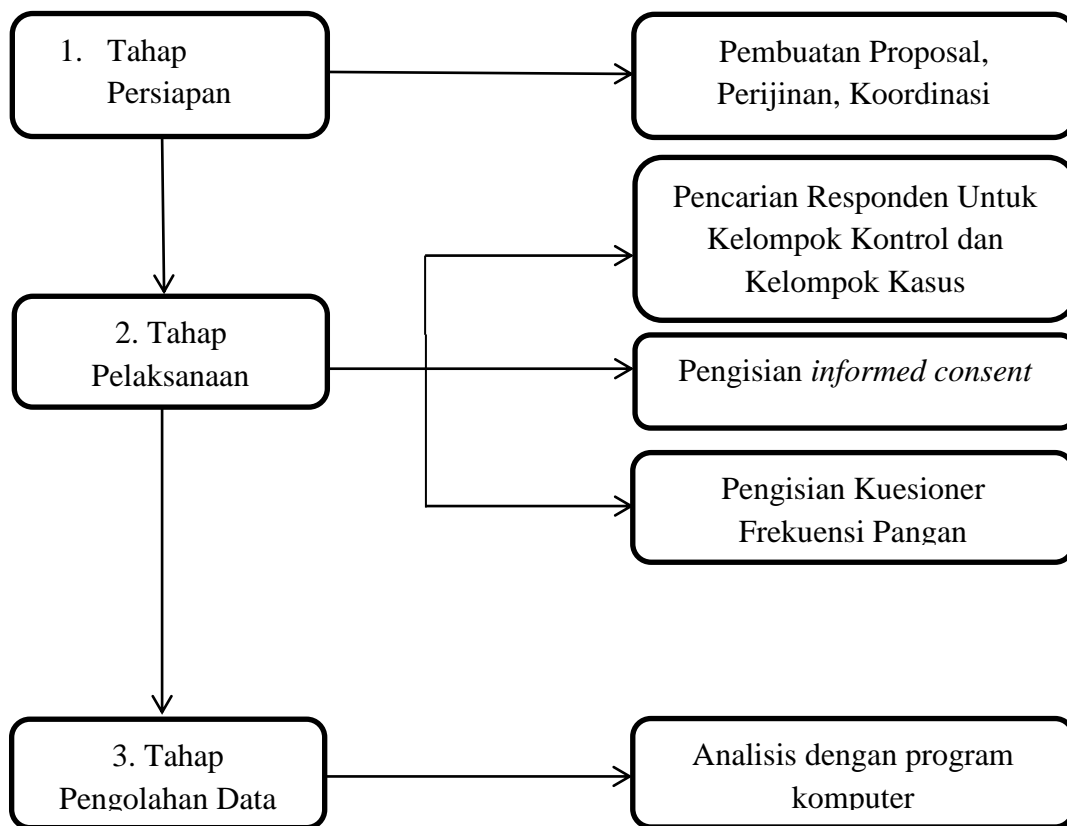 1. Tahap
Persiapan
Pembuatan Proposal,
Perijinan, Koordinasi
Pencarian Responden Untuk
Kelompok Kontrol dan
Kelompok Kasus
2. Tahap
Pelaksanaan
Pengisian informed consent
Pengisian Kuesioner
Frekuensi Pangan
3. Tahap
Pengolahan Data
Analisis dengan program
komputer